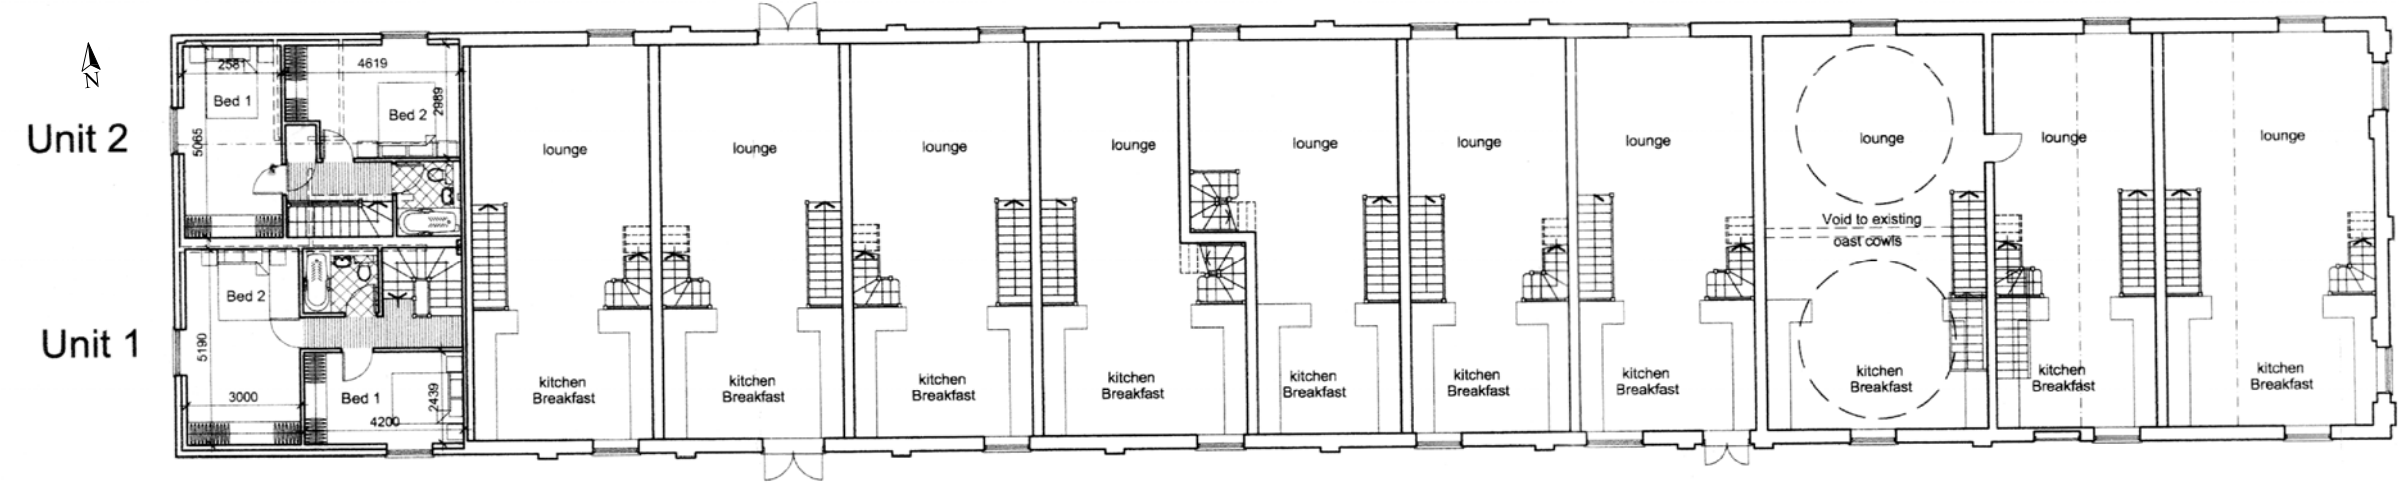 N
Unit 2
2561
4619
Bed 1
Bed 2
2989
5065
lounge
lounge
lounge
lounge
lounge
lounge
lounge
lounge
lounge
lounge
Void to existing
oast cowls
Unit 1
Bed 2
5190
3000
Bed 1
2439
4200
kitchen
Breakfast
kitchen
Breakfast
kitchen
Breakfast
kitchen
Breakfast
kitchen
Breakfast
kitchen
Breakfast
kitchen
Breakfast
kitchen
Breakfast
kitchen
Breakfast
kitchen
Breakfast